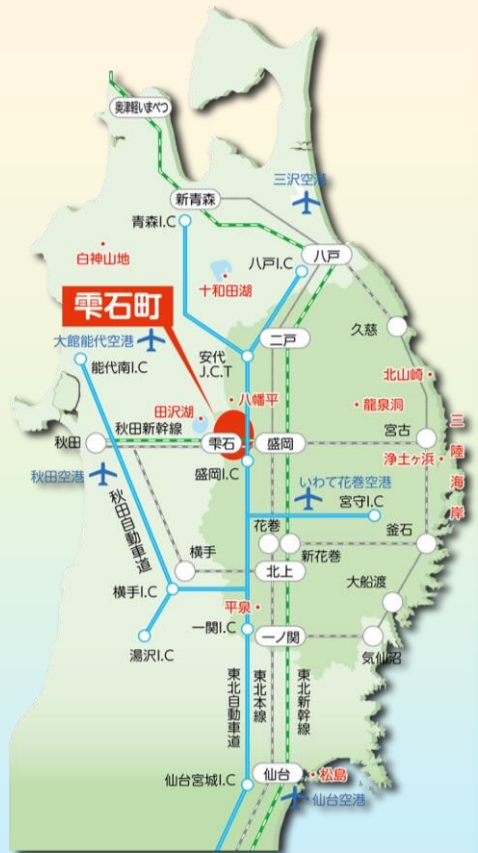 奥津軽いまべつ
三沢空港
新青森
青森I.C
八戸
白神山地
八戸I.C
十和田湖
雫石町
二戸
久慈
大館能代空港
安代
J.C.T
能代南I.C
北山崎
八幡平
龍泉洞
田沢湖
宮古
秋田新幹線
秋田
雫石
盛岡
浄土ヶ浜
三陸海岸
盛岡I.C
秋田空港
いわて花巻空港
宮守I.C
秋田自動車道
花巻
釜石
横手
新花巻
北上
横手I.C
大船渡
平泉
一関I.C
一ノ関
湯沢I.C
気仙沼
東北自動車道
東北本線
東北新幹線
仙台
松島
仙台宮城I.C
仙台空港